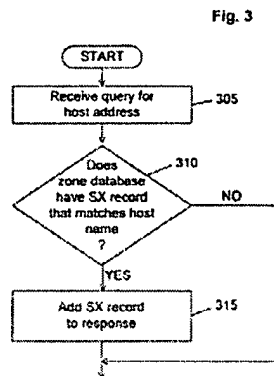 Fig. 3
START
Receive query for
host address
305
Does
zone database
have SX record
that matches host
name
?
310
NO
YES
Add SX record
to response
315